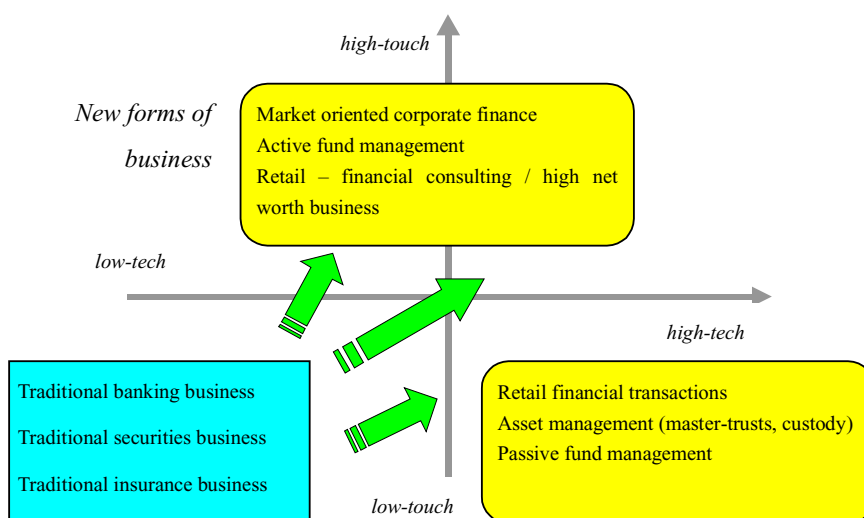 high-touch
New forms of
business
Market oriented corporate finance
Active fund management
Retail – financial consulting / high net
worth business
low-tech
high-tech
Traditional banking business
Traditional securities business
Traditional insurance business
Retail financial transactions
Asset management (master-trusts, custody)
Passive fund management
low-touch